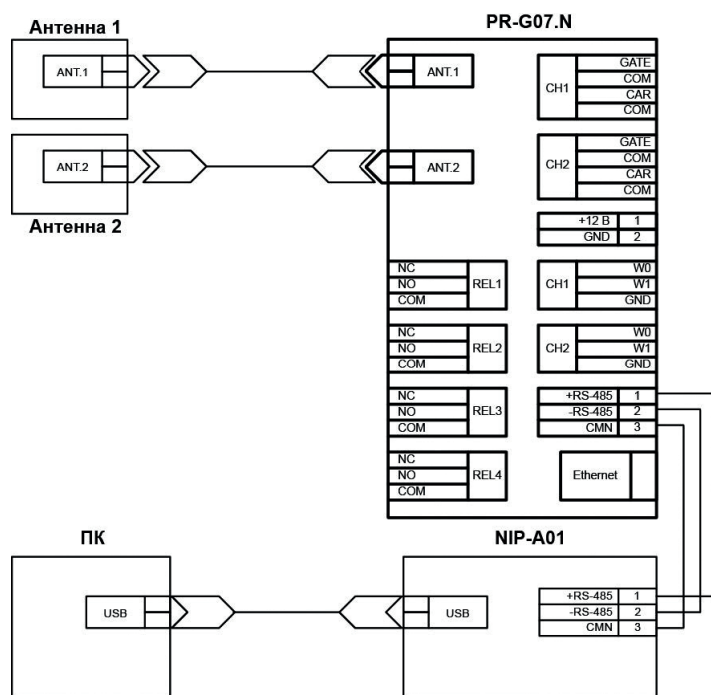 Антенна 1
ANT.1
ANT.2
Антенна 2
PR-G07.N
ANT.1
ANT.2
CH1
GATE
COM
CAR
COM
CH2
GATE
COM
CAR
COM
+12 В 1
GND 2
NC
NO
COM
REL1
CH1
W0
W1
GND
NC
NO
COM
REL2
CH2
W0
W1
GND
NC
NO
COM
REL3
+RS-485 1
-RS-485 2
CMN 3
NC
NO
COM
REL4
Ethernet
ПК
USB
NIP-A01
USB
+RS-485 1
-RS-485 2
CMN 3